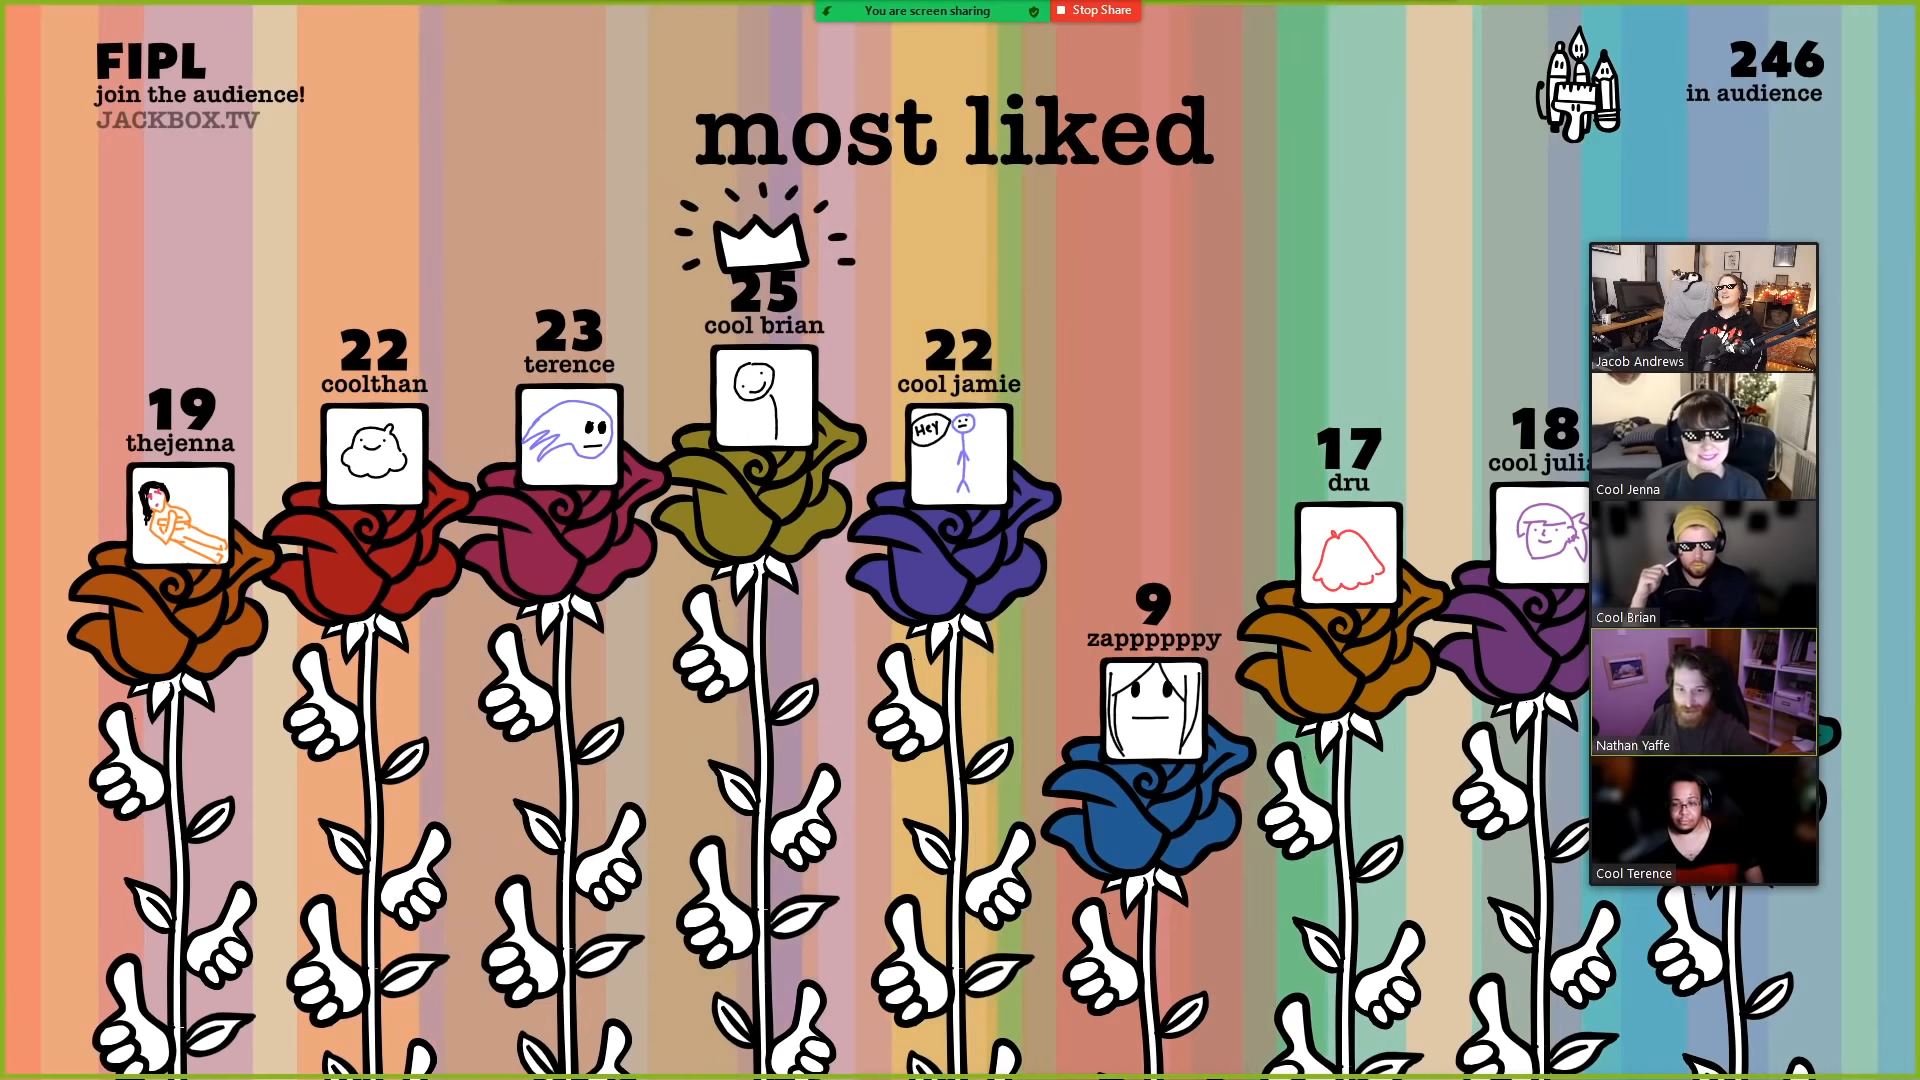 You are screen sharing
Stop Share
FIPL
join the audience!
JACKBOX.TV
246
in audience
most liked
25
cool brian
23
terence
22
coolthan
22
cool jamie
Hey
19
thejenna
18
17
dru
9
zappppppy
Jacob Andrews
Cool Jenna
Cool Brian
Nathan Yaffe
Cool Terence